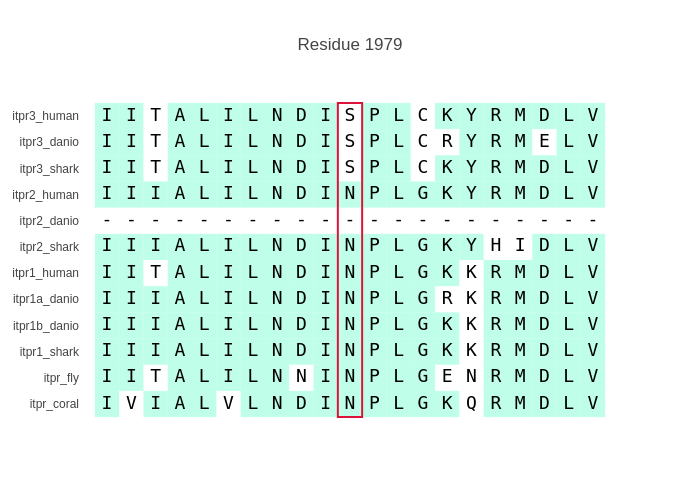 Residue 1979
itpr3_human I I T A L I L N D I S P L C K Y R M D L V
itpr3_danio I I T A L I L N D I S P L C R Y R M E L V
itpr3_shark I I T A L I L N D I S P L C K Y R M D L V
itpr2_human I I I A L I L N D I N P L G K Y R M D L V
itpr2_danio - - - - - - - - - - - - - - - - - - - - -
itpr2_shark I I I A L I L N D I N P L G K Y H I D L V
itpr1_human I I T A L I L N D I N P L G K K R M D L V
itpr1a_danio I I I A L I L N D I N P L G R K R M D L V
itpr1b_danio I I I A L I L N D I N P L G K K R M D L V
itpr1_shark I I I A L I L N D I N P L G K K R M D L V
itpr_fly I I T A L I L N N I N P L G E N R M D L V
itpr_coral I V I A L V L N D I N P L G K Q R M D L V